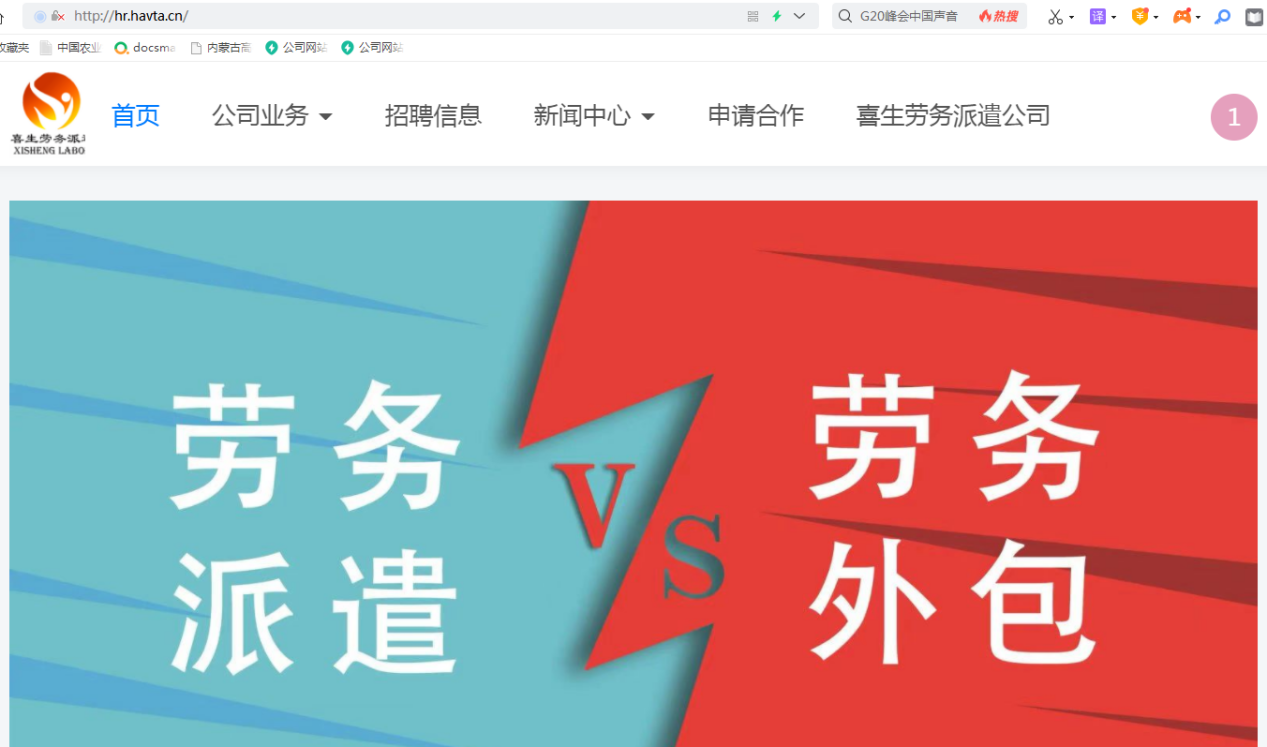 http://hr.havta.cn/
G20峰会中国声音 热搜
译
收藏夹 中国农业 docsma 内蒙古商 公司网站 公司网站
喜生劳务派
XISHENG LABO
首页 公司业务 招聘信息 新闻中心 申请合作 喜生劳务派遣公司 1
劳务
派遣
VS
劳务
外包